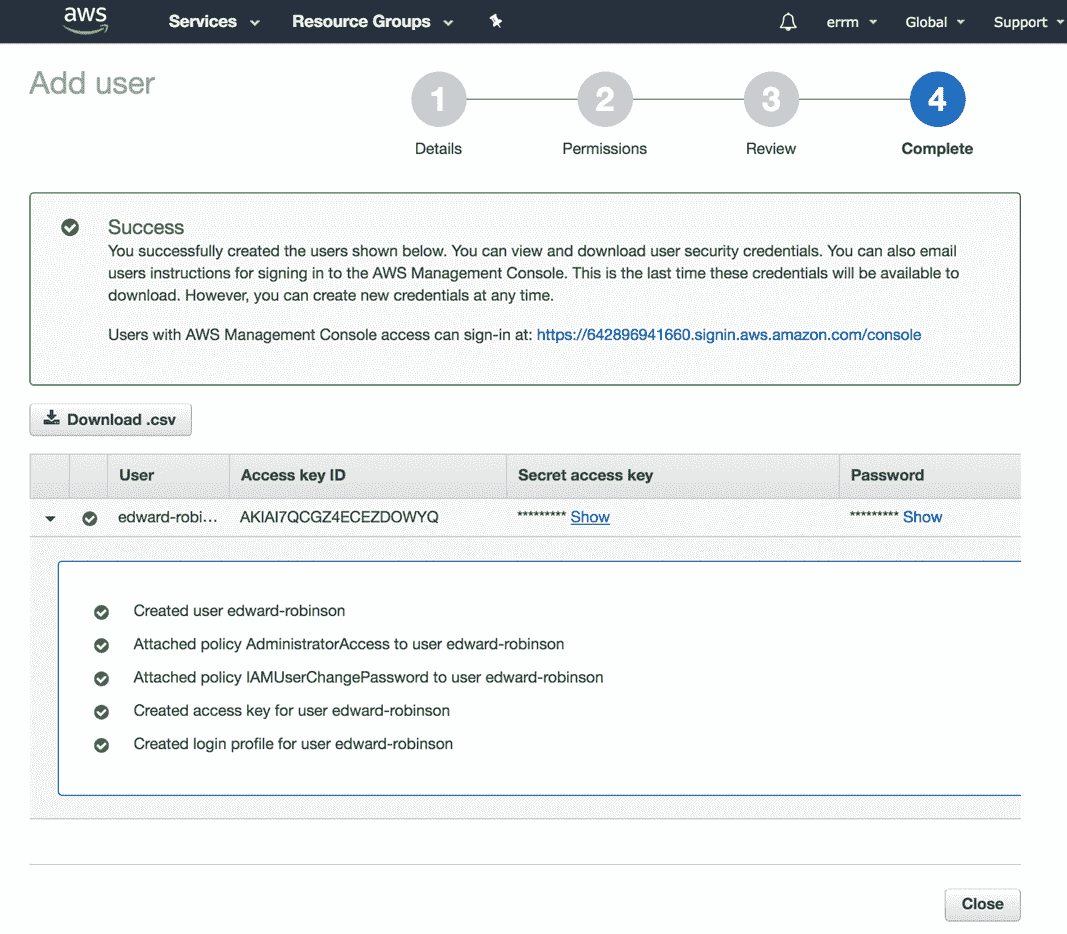 aws Services Resource Groups errm Global Support
Add user
1 2 3 4
Details Permissions Review Complete
Success
You successfully created the users shown below. You can view and download user security credentials. You can also email
users instructions for signing in to the AWS Management Console. This is the last time these credentials will be available to
download. However, you can create new credentials at any time.
Users with AWS Management Console access can sign-in at: https://642896941660.signin.aws.amazon.com/console
Download .csv
User Access key ID Secret access key Password
edward-robi... AKIAI7QCGZ4ECEZDOWYQ ********* Show ********* Show
Created user edward-robinson
Attached policy AdministratorAccess to user edward-robinson
Attached policy IAMUserChangePassword to user edward-robinson
Created access key for user edward-robinson
Created login profile for user edward-robinson
Close